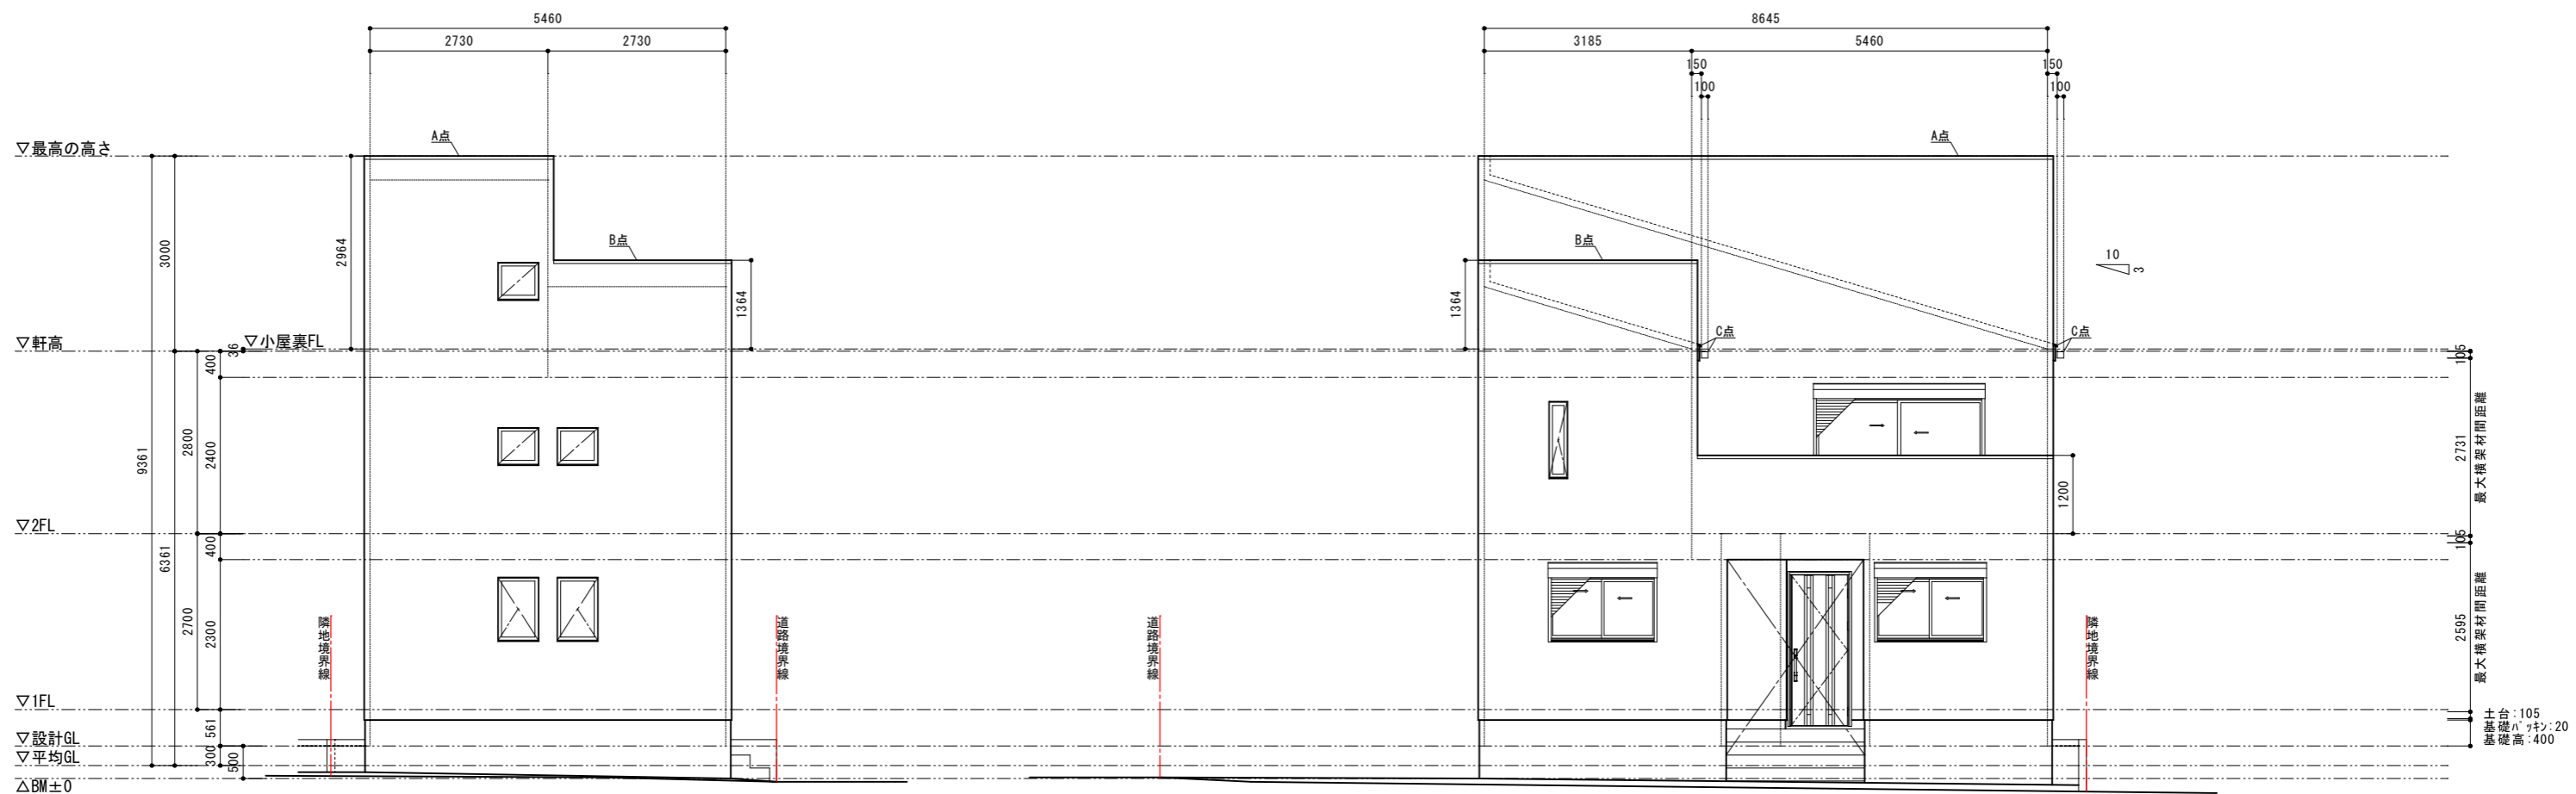 5460
2730
2730
8645
3185
5460
150
100
150
100
▽最高の高さ
A点
A点
B点
B点
10
3
3000
2964
1364
1364
▽軒高
▽小屋裏FL
36
C点
C点
400
105
9361
2800
2400
2731
最大横架材間距離
1200
▽2FL
400
105
6361
2700
2300
2595
最大横架材間距離
隣地境界線
道路境界線
道路境界線
隣地境界線
▽1FL
561
土台:105
基礎パッキン:20
基礎高:400
▽設計GL
300
500
▽平均GL
△BM±0